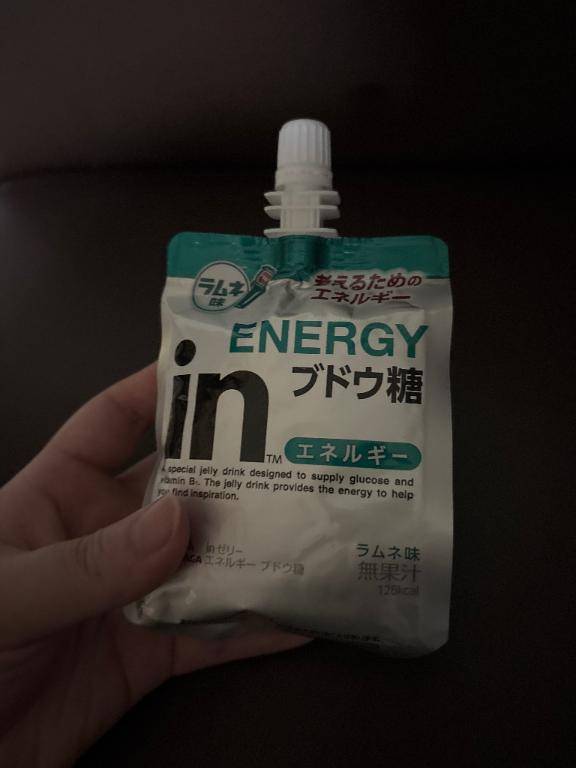 ラムネ
味
考えるための
エネルギー
ENERGY
in
TM
ブドウ糖
エネルギー
special jelly drink designed to supply glucose and
vitamin B₁. The jelly drink provides the energy to help
you find inspiration.
inゼリー
エネルギー ブドウ糖
ラムネ味
無果汁